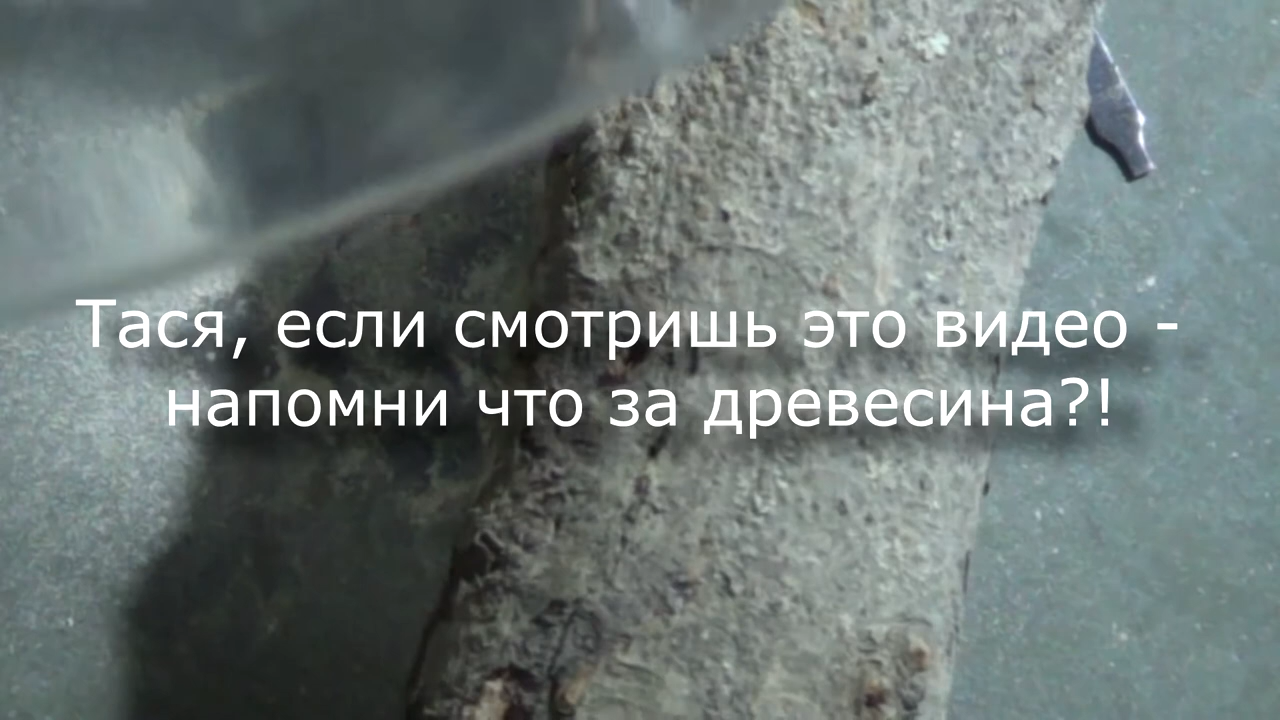 Тася, если смотришь это видео -
напомни что за древесина?!